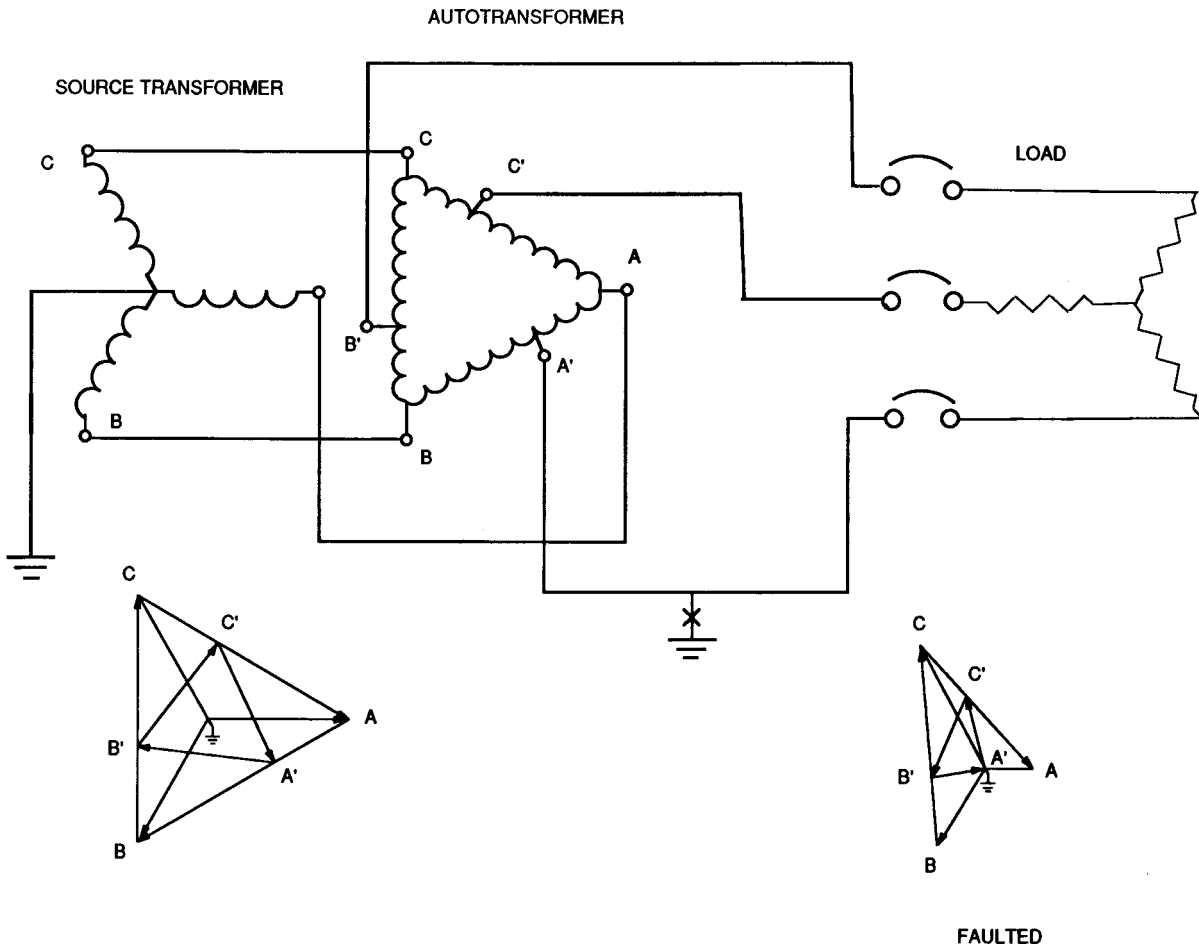 AUTOTRANSFORMER
SOURCE TRANSFORMER
C
C
C'
LOAD
A
B'
A'
B
B
C
C'
A
B'
A'
B
C
C'
A'
A
B'
B
FAULTED